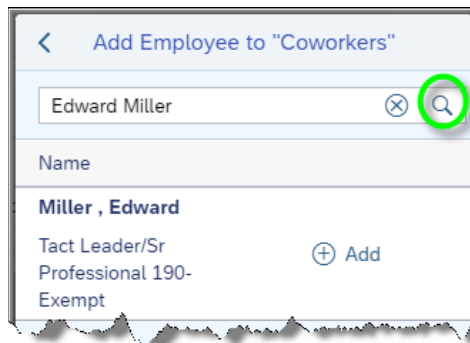 Add Employee to "Coworkers"
Edward Miller
Name
Miller , Edward
Tact Leader/Sr
Professional 190-
Exempt
Add